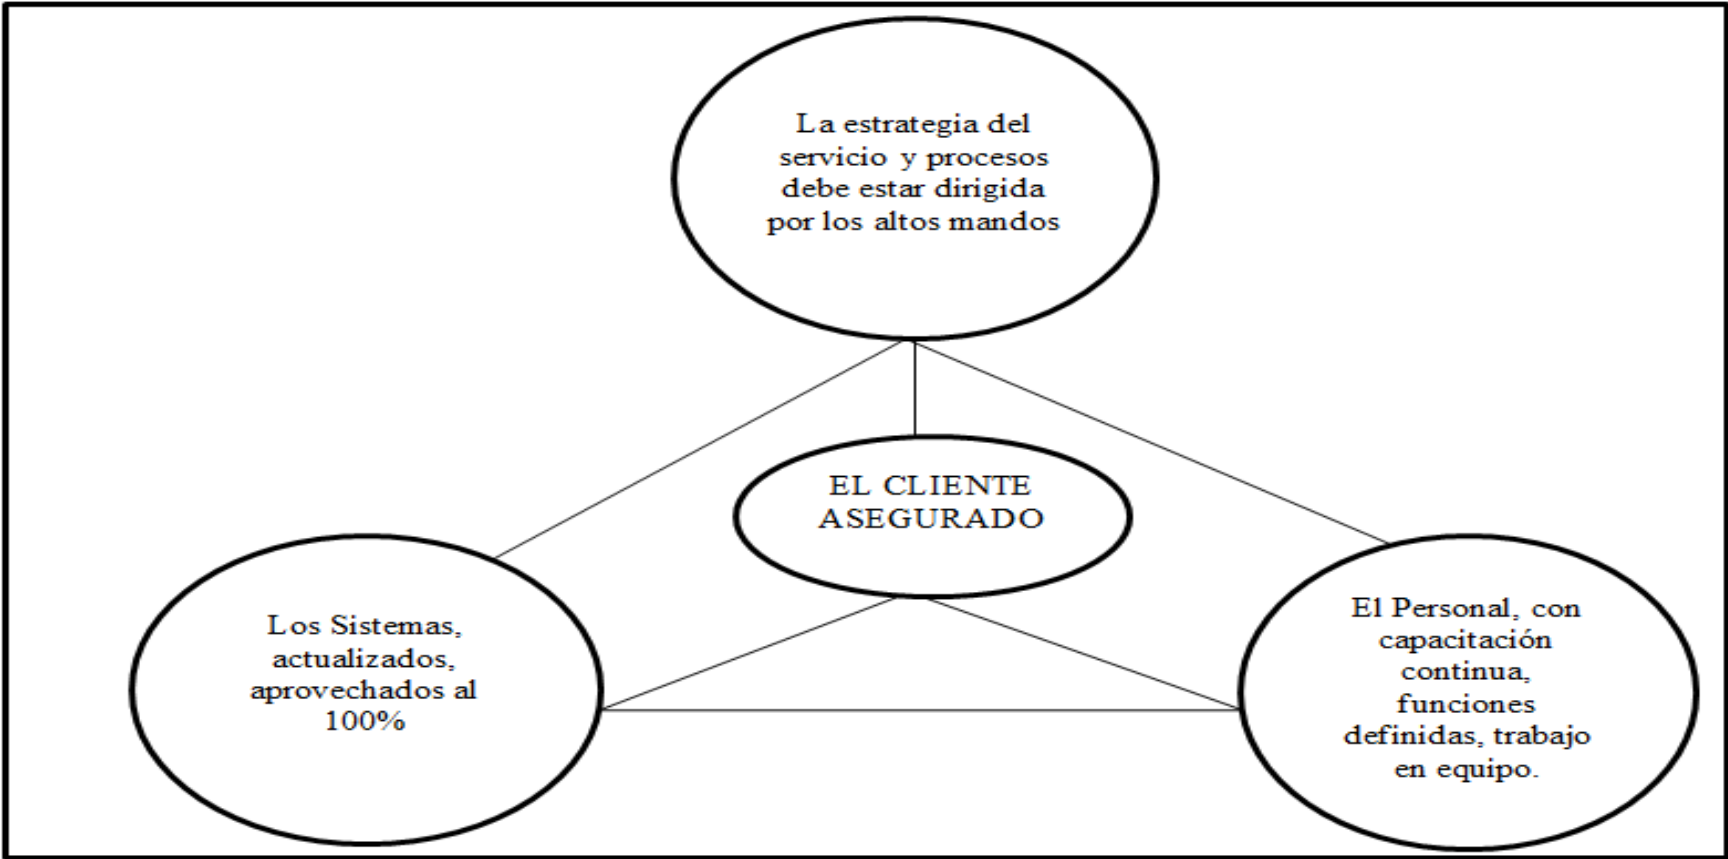 La estrategia del
servicio y procesos
debe estar dirigida
por los altos mandos
EL CLIENTE
ASEGURADO
Los Sistemas,
actualizados,
aprovechados al
100%
El Personal, con
capacitación
continua,
funciones
definidas, trabajo
en equipo.